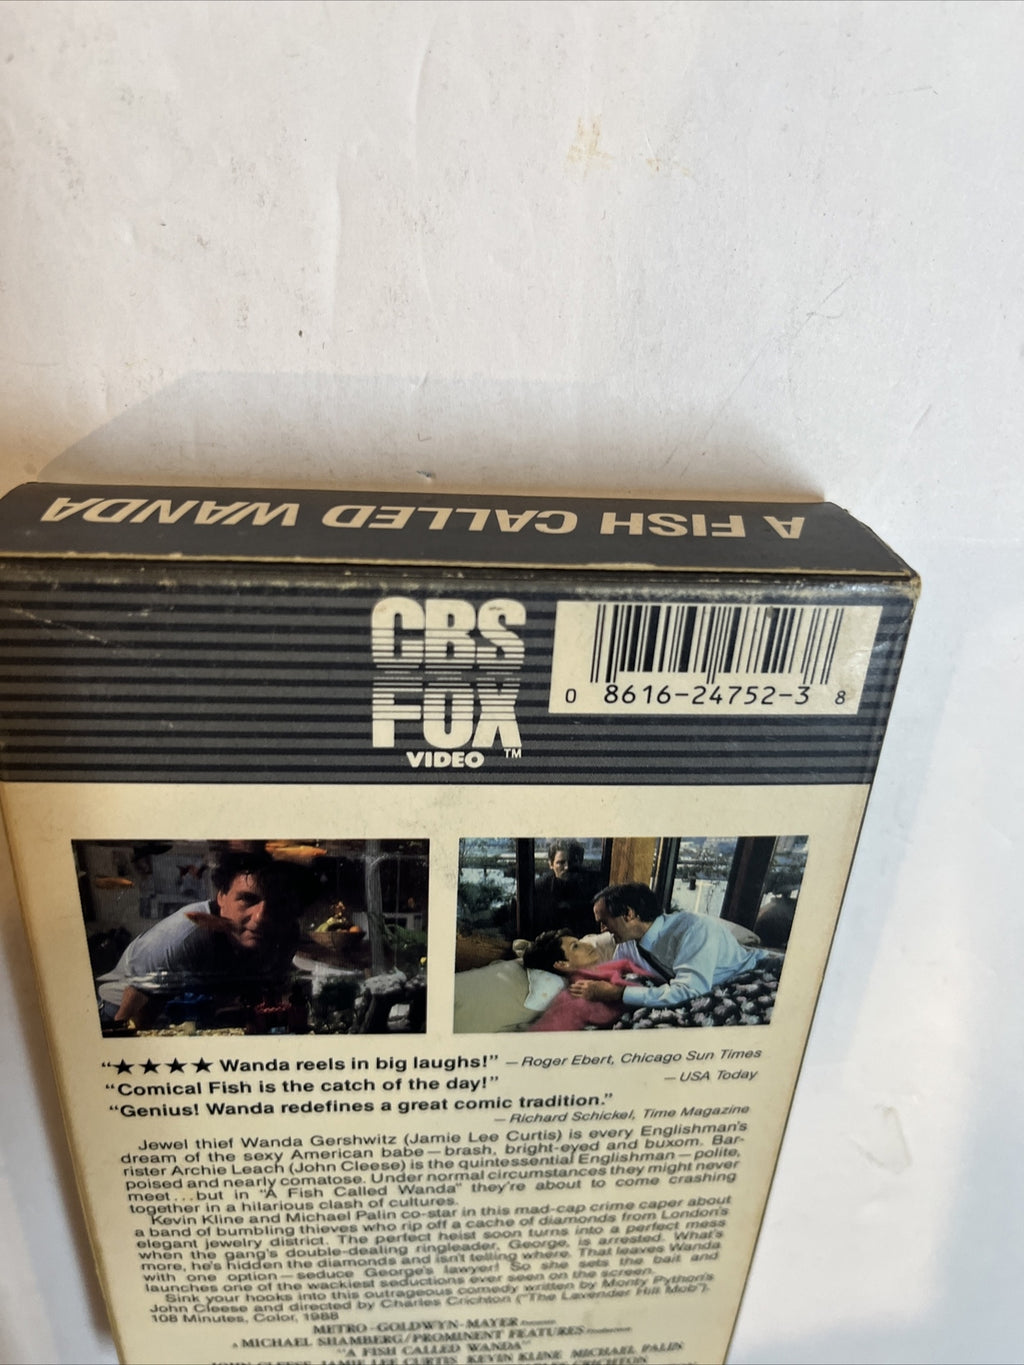 A FISH CALLED WANDA
CBS
FOX
VIDEO ™
0 8616-24752-3 8
"★★★★ Wanda reels in big laughs!" — Roger Ebert, Chicago Sun Times
"Comical Fish is the catch of the day!" — USA Today
"Genius! Wanda redefines a great comic tradition."
— Richard Schickel, Time Magazine
Jewel thief Wanda Gershwitz (Jamie Lee Curtis) is every Englishman's
dream of the sexy American babe — brash, bright-eyed and buxom. Bar-
rister Archie Leach (John Cleese) is the quintessential Englishman — polite,
poised and nearly comatose. Under normal circumstances they might never
meet...but in "A Fish Called Wanda" they're about to come crashing
together in a hilarious clash of cultures.
Kevin Kline and Michael Palin co-star in this mad-cap crime caper about
a band of bumbling thieves who rip off a cache of diamonds from London's
elegant jewelry district. The perfect heist soon turns into a perfect mess
when the gang's double-dealing ringleader, George, is arrested. What's
more, he's hidden the diamonds and isn't telling where. That leaves Wanda
with one option — seduce George's lawyer! So she sets the bait and
launches one of the wackiest seductions ever seen on the screen.
Sink your hooks into this outrageous comedy written by Monty Python's
John Cleese and directed by Charles Crichton ("The Lavender Hill Mob").
108 Minutes, Color, 1988
METRO-GOLDWYN-MAYER
A MICHAEL SHAMBERG/PROMINENT FEATURES
"A FISH CALLED WANDA"
JOHN CLEESE JAMIE LEE CURTIS KEVIN KLINE MICHAEL PALIN